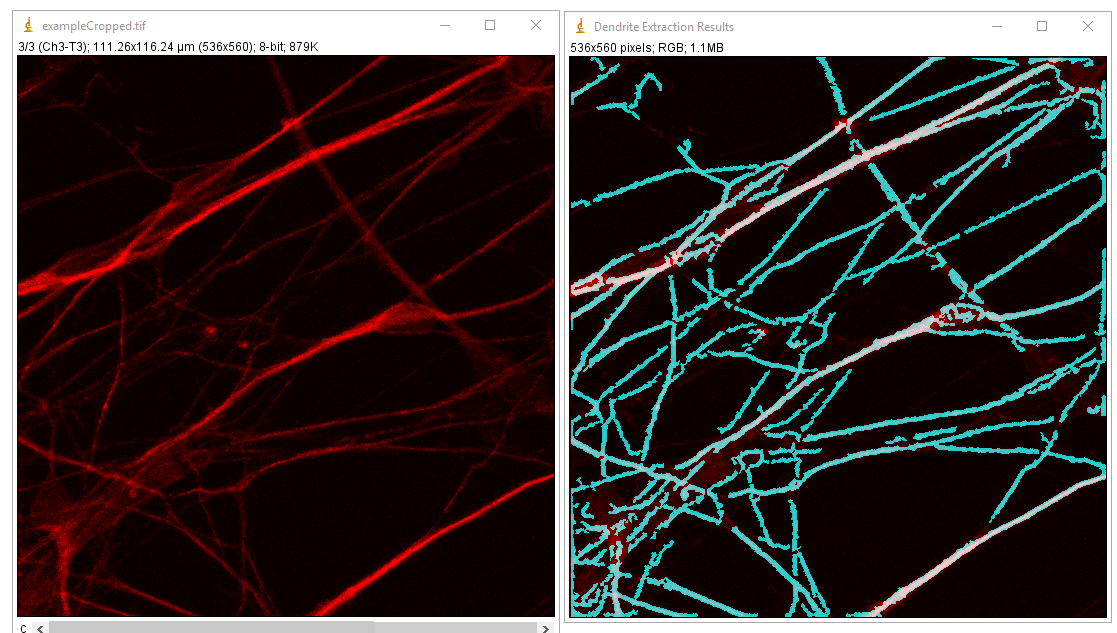 exampleCropped.tif
3/3 (Ch3-T3); 111.26x116.24 µm (536x560); 8-bit; 879K
C
Dendrite Extraction Results
536x560 pixels; RGB; 1.1MB